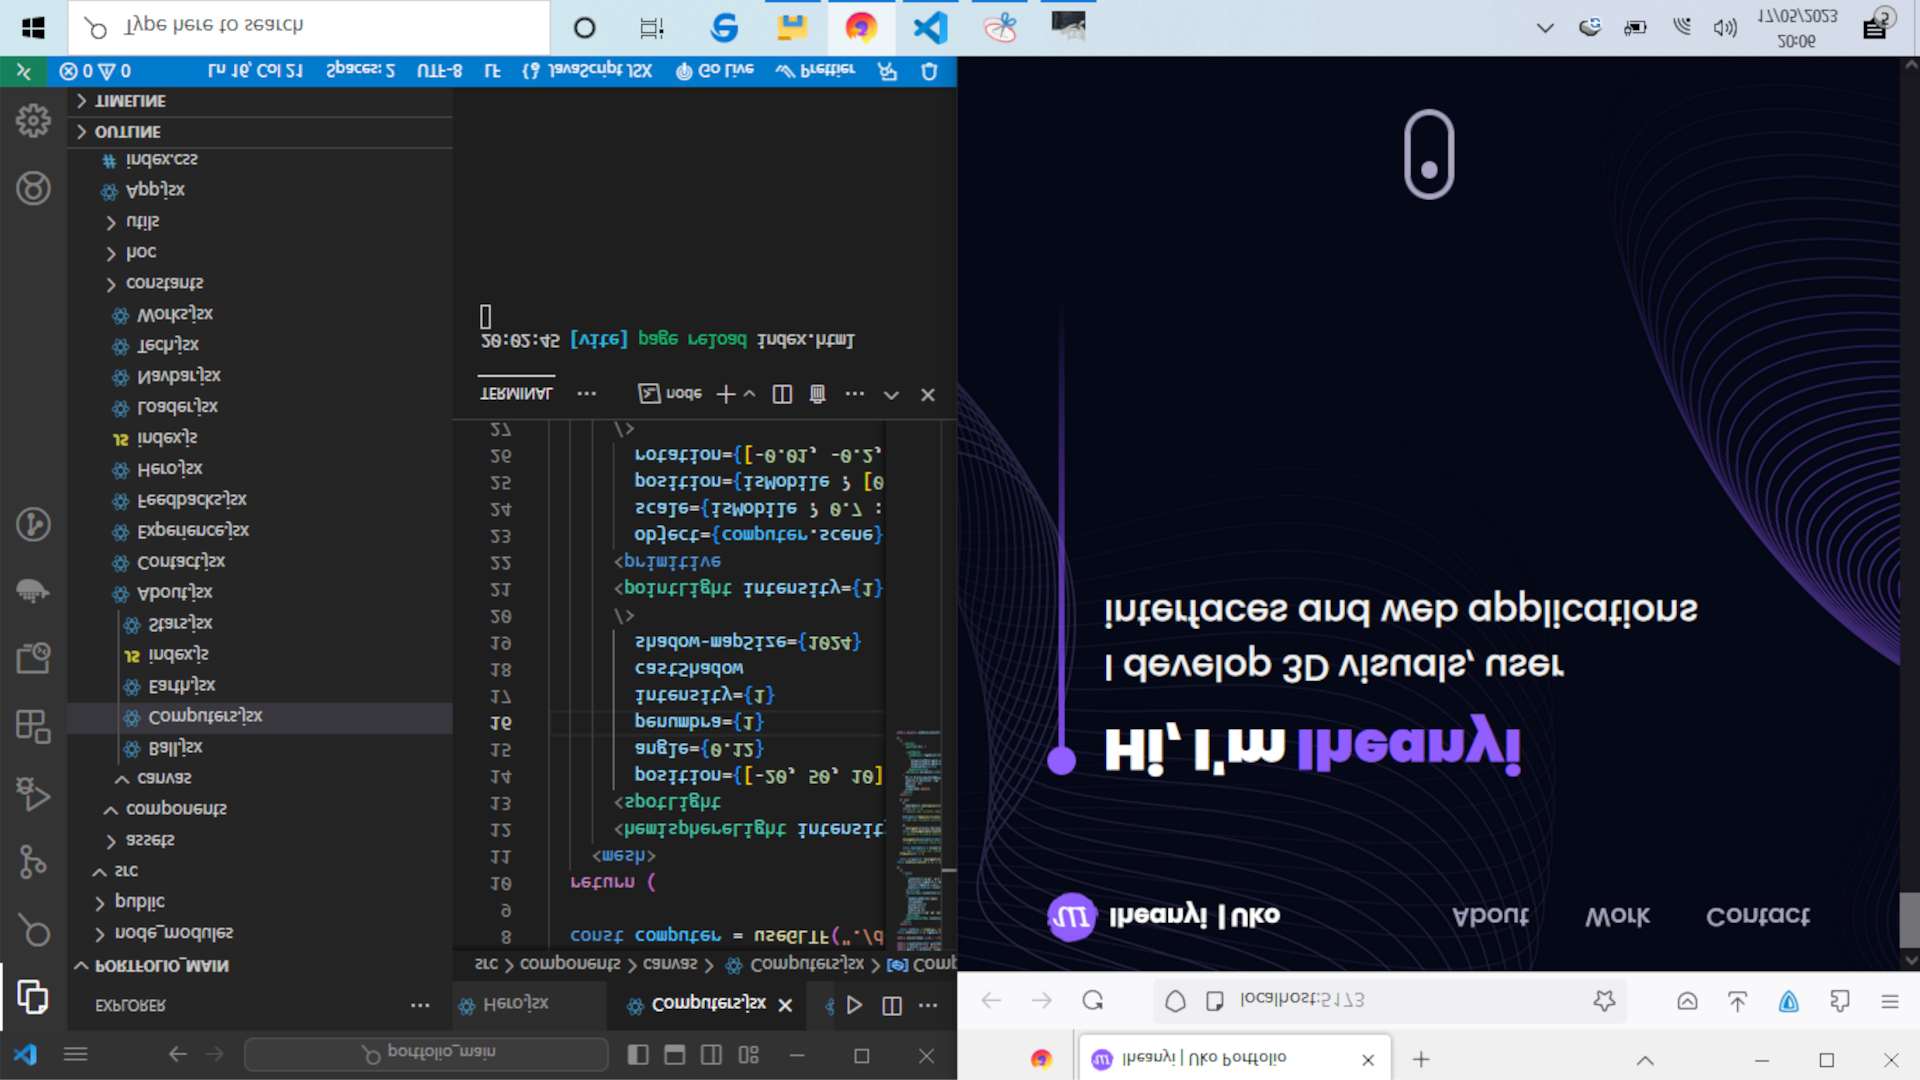 portfolio_main
EXPLORER
PORTFOLIO_MAIN
node_modules
public
src
assets
components
canvas
Ball.jsx
Computers.jsx
Earth.jsx
index.js
Stars.jsx
About.jsx
Contact.jsx
Experience.jsx
Feedbacks.jsx
Hero.jsx
index.js
Loader.jsx
Navbar.jsx
Tech.jsx
Works.jsx
constants
hoc
utils
App.jsx
index.css
OUTLINE
TIMELINE
Hero.jsx Computers.jsx
src > components > canvas > Computers.jsx > Comp
8 const computer = useGLTF("./d
9
10 return (
11 <mesh>
12 <hemisphereLight intensit
13 <spotLight
14 position={[-20, 50, 10]
15 angle={0.12}
16 penumbra={1}
17 intensity={1}
18 castShadow
19 shadow-mapSize={1024}
20 />
21 <pointLight intensity={1}
22 <primitive
23 object={computer.scene}
24 scale={isMobile ? 0.7 :
25 position={isMobile ? [0
26 rotation={[-0.01, -0.2,
27 />
TERMINAL node
20:02:45 [vite] page reload index.html
0 0 Ln 16, Col 21 Spaces: 2 UTF-8 LF {} JavaScript JSX Go Live Prettier
Iheanyi | Uko Portfolio
localhost:5173
Iheanyi | Uko About Work Contact
Hi, I'm Iheanyi
I develop 3D visuals, user
interfaces and web applications
Type here to search
20:06
17/05/2023
5